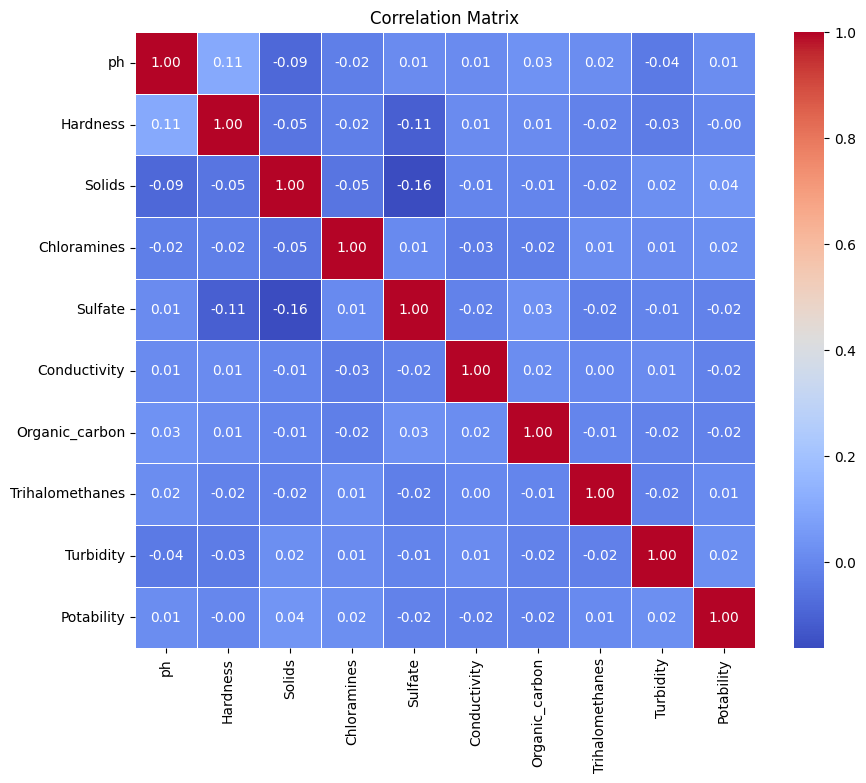 Correlation Matrix
ph 1.00 0.11 -0.09 -0.02 0.01 0.01 0.03 0.02 -0.04 0.01
Hardness 0.11 1.00 -0.05 -0.02 -0.11 0.01 0.01 -0.02 -0.03 -0.00
Solids -0.09 -0.05 1.00 -0.05 -0.16 -0.01 -0.01 -0.02 0.02 0.04
Chloramines -0.02 -0.02 -0.05 1.00 0.01 -0.03 -0.02 0.01 0.01 0.02
Sulfate 0.01 -0.11 -0.16 0.01 1.00 -0.02 0.03 -0.02 -0.01 -0.02
Conductivity 0.01 0.01 -0.01 -0.03 -0.02 1.00 0.02 0.00 0.01 -0.02
Organic_carbon 0.03 0.01 -0.01 -0.02 0.03 0.02 1.00 -0.01 -0.02 -0.02
Trihalomethanes 0.02 -0.02 -0.02 0.01 -0.02 0.00 -0.01 1.00 -0.02 0.01
Turbidity -0.04 -0.03 0.02 0.01 -0.01 0.01 -0.02 -0.02 1.00 0.02
Potability 0.01 -0.00 0.04 0.02 -0.02 -0.02 -0.02 0.01 0.02 1.00
ph
Hardness
Solids
Chloramines
Sulfate
Conductivity
Organic_carbon
Trihalomethanes
Turbidity
Potability
1.0
0.8
0.6
0.4
0.2
0.0